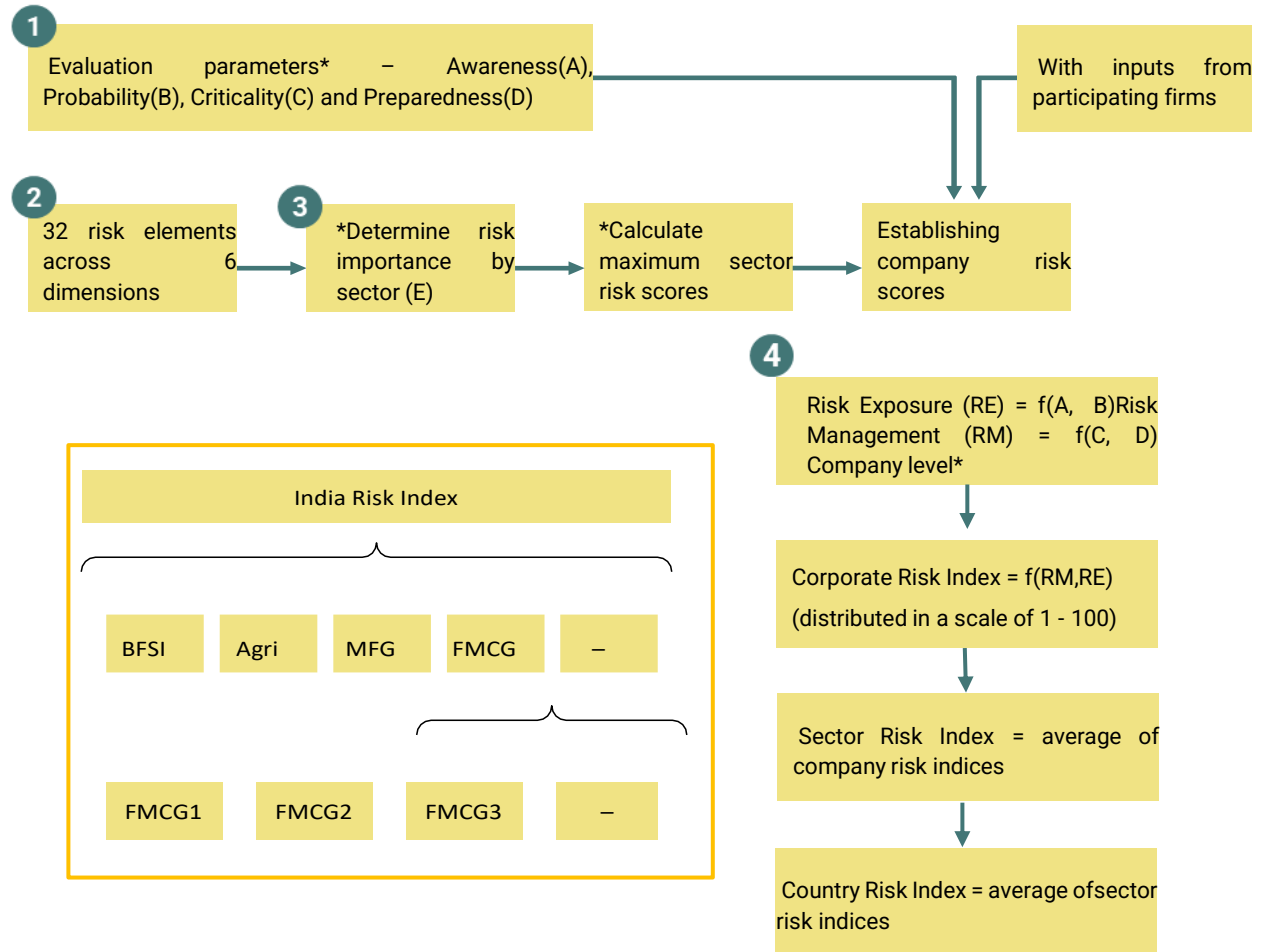 1
Evaluation parameters* – Awareness(A),
Probability(B), Criticality(C) and Preparedness(D)
With inputs from
participating firms
2
32 risk elements
across 6
dimensions
3
*Determine risk
importance by
sector (E)
*Calculate
maximum sector
risk scores
Establishing
company risk
scores
4
Risk Exposure (RE) = f(A, B)Risk
Management (RM) = f(C, D)
Company level*
Corporate Risk Index = f(RM,RE)
(distributed in a scale of 1 - 100)
Sector Risk Index = average of
company risk indices
Country Risk Index = average ofsector
risk indices
India Risk Index
BFSI
Agri
MFG
FMCG
–
FMCG1
FMCG2
FMCG3
–